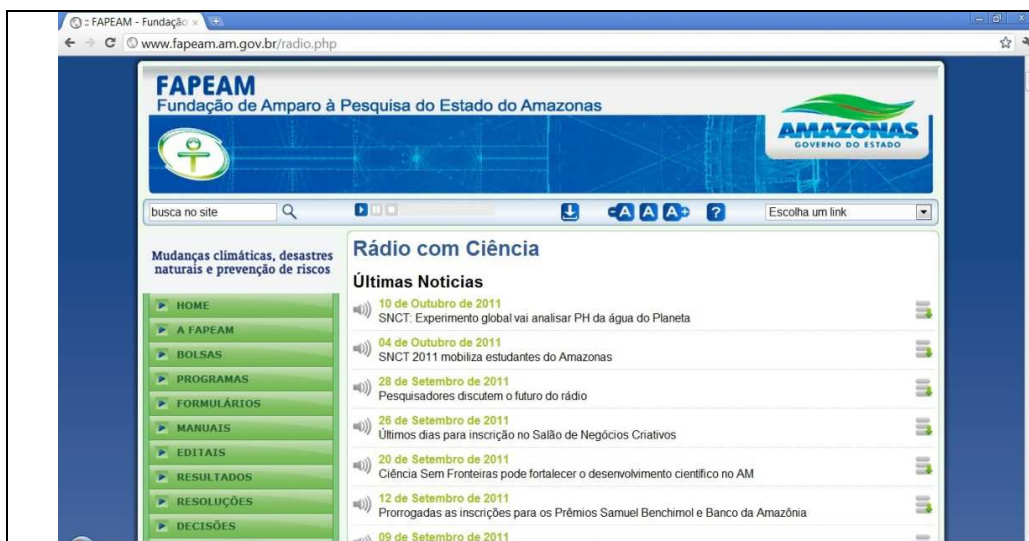 :: FAPEAM - Fundação
www.fapeam.am.gov.br/radio.php
FAPEAM
Fundação de Amparo à Pesquisa do Estado do Amazonas
AMAZONAS
GOVERNO DO ESTADO
busca no site
-A A A+ ?
Escolha um link
Mudanças climáticas, desastres
naturais e prevenção de riscos
HOME
A FAPEAM
BOLSAS
PROGRAMAS
FORMULÁRIOS
MANUAIS
EDITAIS
RESULTADOS
RESOLUÇÕES
DECISÕES
Rádio com Ciência
Últimas Noticias
10 de Outubro de 2011
SNCT: Experimento global vai analisar PH da água do Planeta
04 de Outubro de 2011
SNCT 2011 mobiliza estudantes do Amazonas
28 de Setembro de 2011
Pesquisadores discutem o futuro do rádio
26 de Setembro de 2011
Últimos dias para inscrição no Salão de Negócios Criativos
20 de Setembro de 2011
Ciência Sem Fronteiras pode fortalecer o desenvolvimento científico no AM
12 de Setembro de 2011
Prorrogadas as inscrições para os Prêmios Samuel Benchimol e Banco da Amazônia
09 de Setembro de 2011